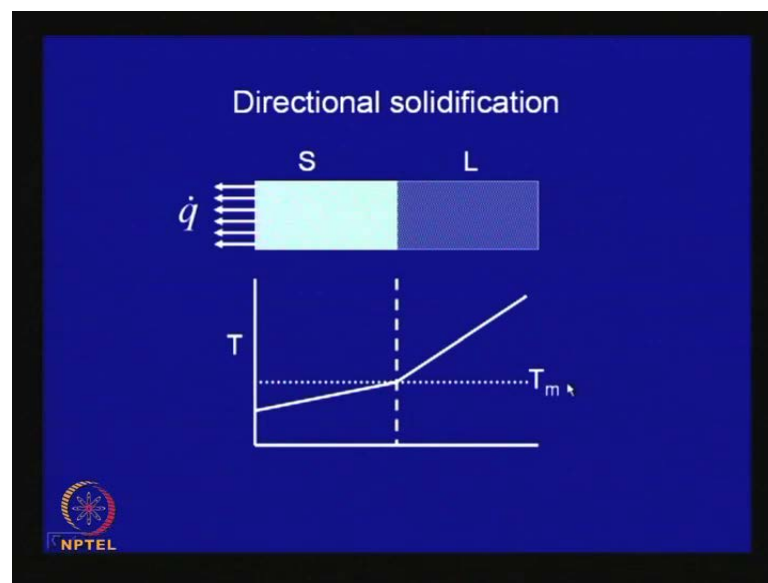 Directional solidification
S L
q̇
T
Tm
NPTEL